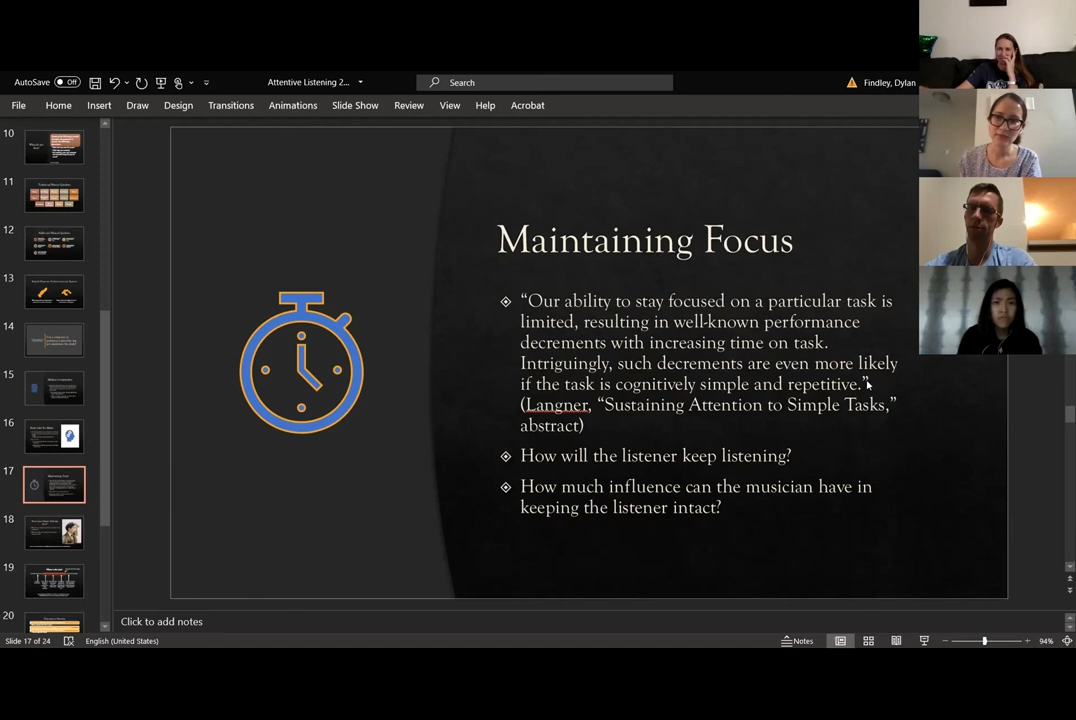 AutoSave Off
Attentive Listening 2...
Search
Findley, Dylan
File Home Insert Draw Design Transitions Animations Slide Show Review View Help Acrobat
10
11
12
13
14
15
16
17
18
19
20
Maintaining Focus
“Our ability to stay focused on a particular task is
limited, resulting in well-known performance
decrements with increasing time on task.
Intriguingly, such decrements are even more likely
if the task is cognitively simple and repetitive.”
(Langner, “Sustaining Attention to Simple Tasks,”
abstract)
How will the listener keep listening?
How much influence can the musician have in
keeping the listener intact?
Click to add notes
Slide 17 of 24 English (United States) Notes 94%